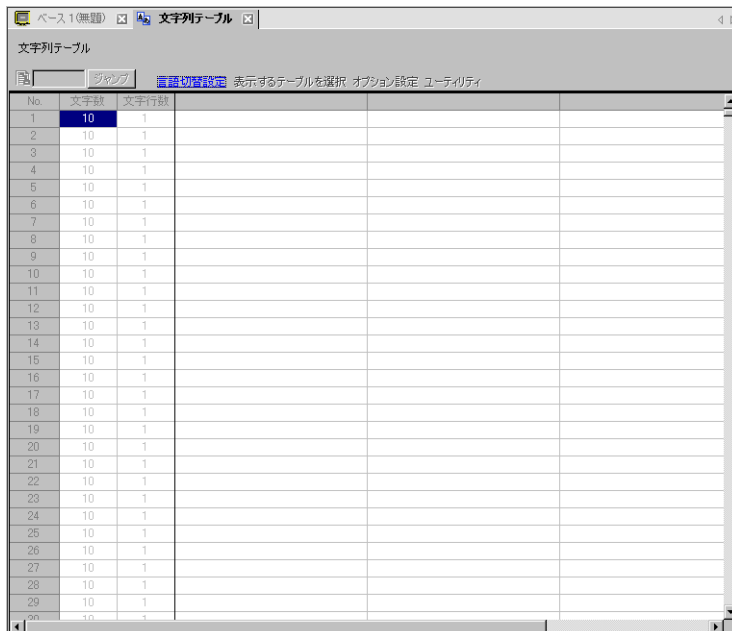 ベース1(無題) 文字列テーブル
文字列テーブル
ジャンプ 言語切替設定 表示するテーブルを選択 オプション設定 ユーティリティ
No. 文字数 文字行数
1 10 1
2 10 1
3 10 1
4 10 1
5 10 1
6 10 1
7 10 1
8 10 1
9 10 1
10 10 1
11 10 1
12 10 1
13 10 1
14 10 1
15 10 1
16 10 1
17 10 1
18 10 1
19 10 1
20 10 1
21 10 1
22 10 1
23 10 1
24 10 1
25 10 1
26 10 1
27 10 1
28 10 1
29 10 1
30 10 1